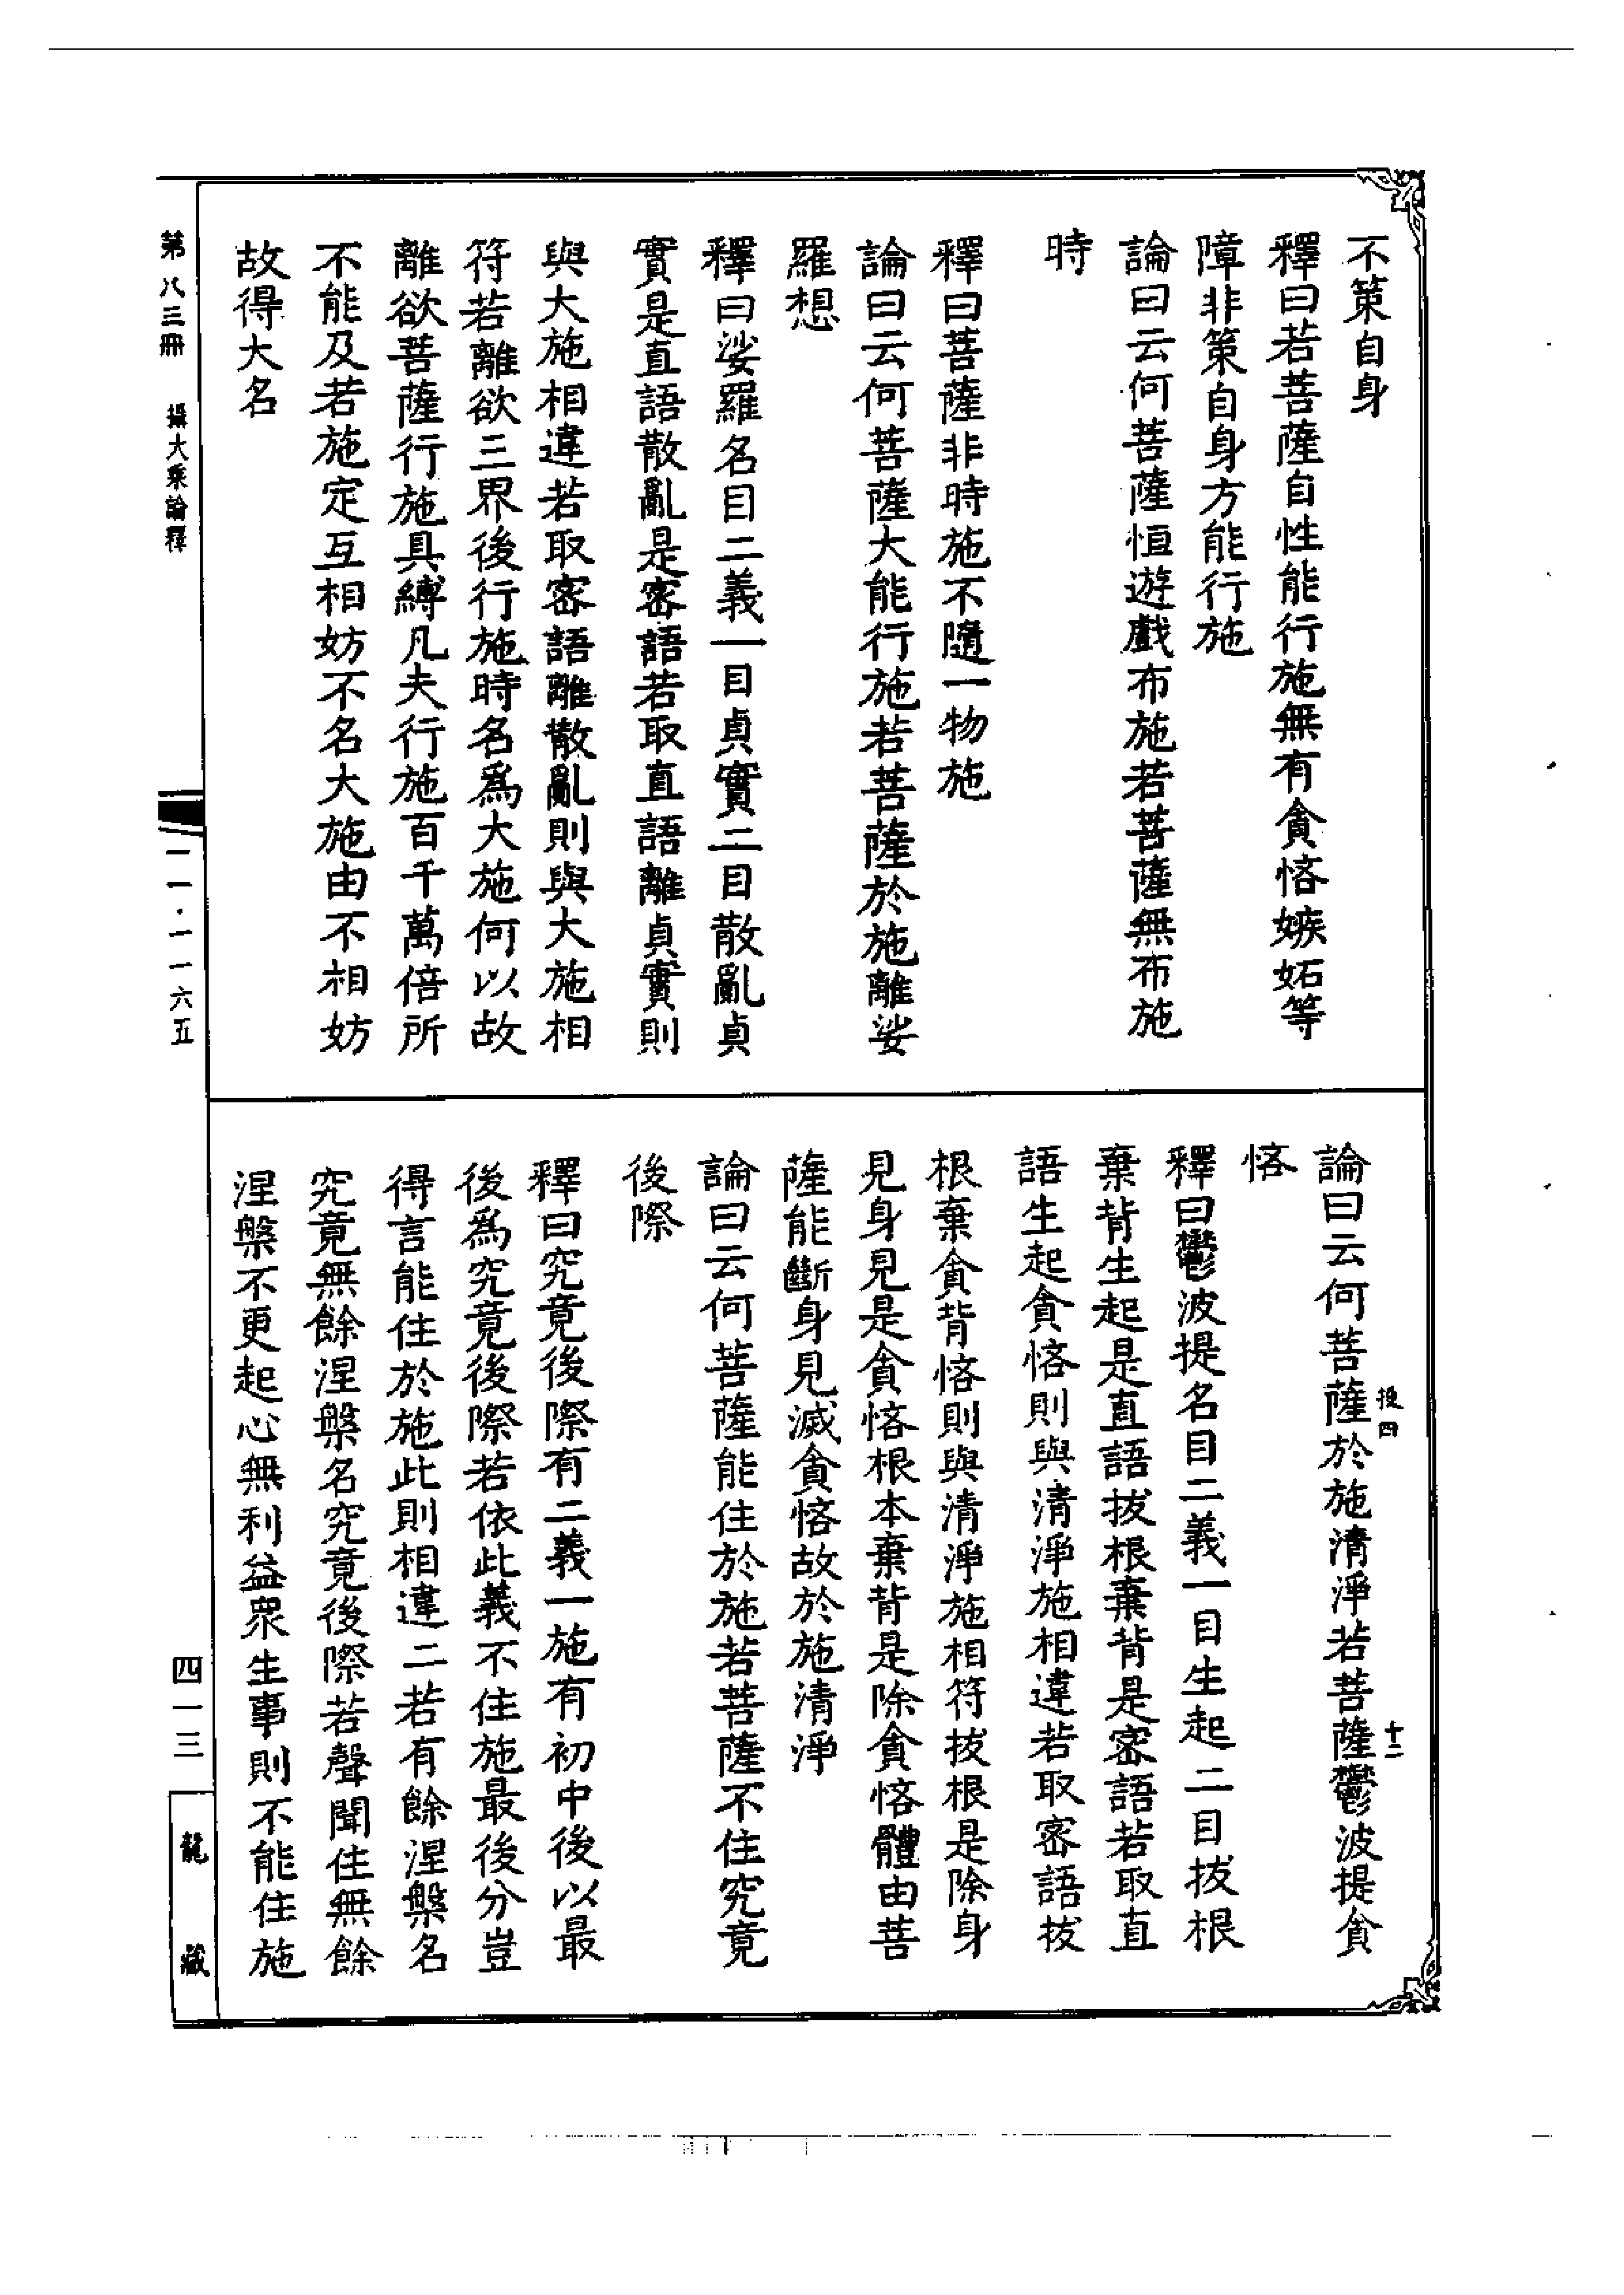 不策自身
釋曰若菩薩自性能行施無有貪悋嫉妬等
障非策自身方能行施
論曰云何菩薩恒遊戲布施若菩薩無布施
時
釋曰菩薩非時施不隨一物施
論曰云何菩薩大能行施若菩薩於施離娑
羅想
釋曰娑羅名目二義一目貞實二目散亂貞
實是直語散亂是密語若取直語離貞實則
與大施相違若取密語離散亂則與大施相
符若離欲三界後行施時名為大施何以故
離欲菩薩行施具縛凡夫行施百千萬倍所
不能及若施定互相妨不名大施由不相妨
故得大名
論曰云何菩薩於施清淨若菩薩鬱波提貪
悋
釋曰鬱波提名目二義一目生起二目拔根
棄背生起是直語拔根棄背是密語若取直
語生起貪悋則與清淨施相違若取密語拔
根棄貪背悋則與清淨施相符拔根是除身
見身見是貪悋根本棄背是除貪悋體由菩
薩能斷身見滅貪悋故於施清淨
論曰云何菩薩能住於施若菩薩不住究竟
後際
釋曰究竟後際有二義一施有初中後以最
後為究竟後際若依此義不住施最後分豈
得言能住於施此則相違二若有餘涅槃名
究竟無餘涅槃名究竟後際若聲聞住無餘
涅槃不更起心無利益眾生事則不能住施
後四
十二
第八三冊
攝大乘論釋
一一·一一六五
四一三
龍藏